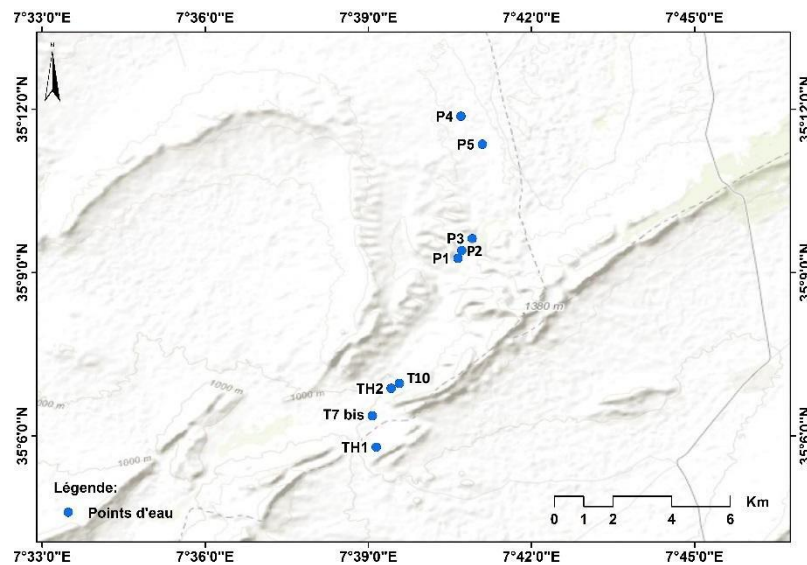 7°33'0"E 7°36'0"E 7°39'0"E 7°42'0"E 7°45'0"E
N
35°12'0"N 35°12'0"N
P4
P5
P3
P2
P1
35°9'0"N 35°9'0"N
1380 m
T10
TH2
1000 m 1000 m
000 m
T7 bis
35°6'0"N 35°6'0"N
TH1
1000 m
Légende:
Points d'eau
Km
0 1 2 4 6
7°33'0"E 7°36'0"E 7°39'0"E 7°42'0"E 7°45'0"E